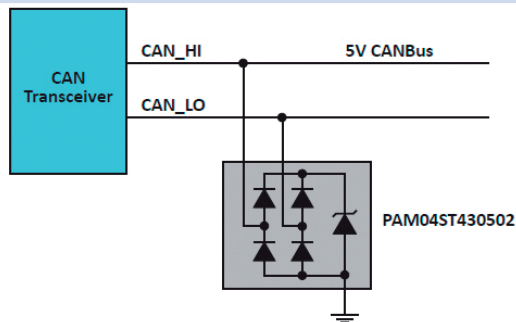 CAN
Transceiver
CAN_HI
5V CANBus
CAN_LO
PAM04ST430502